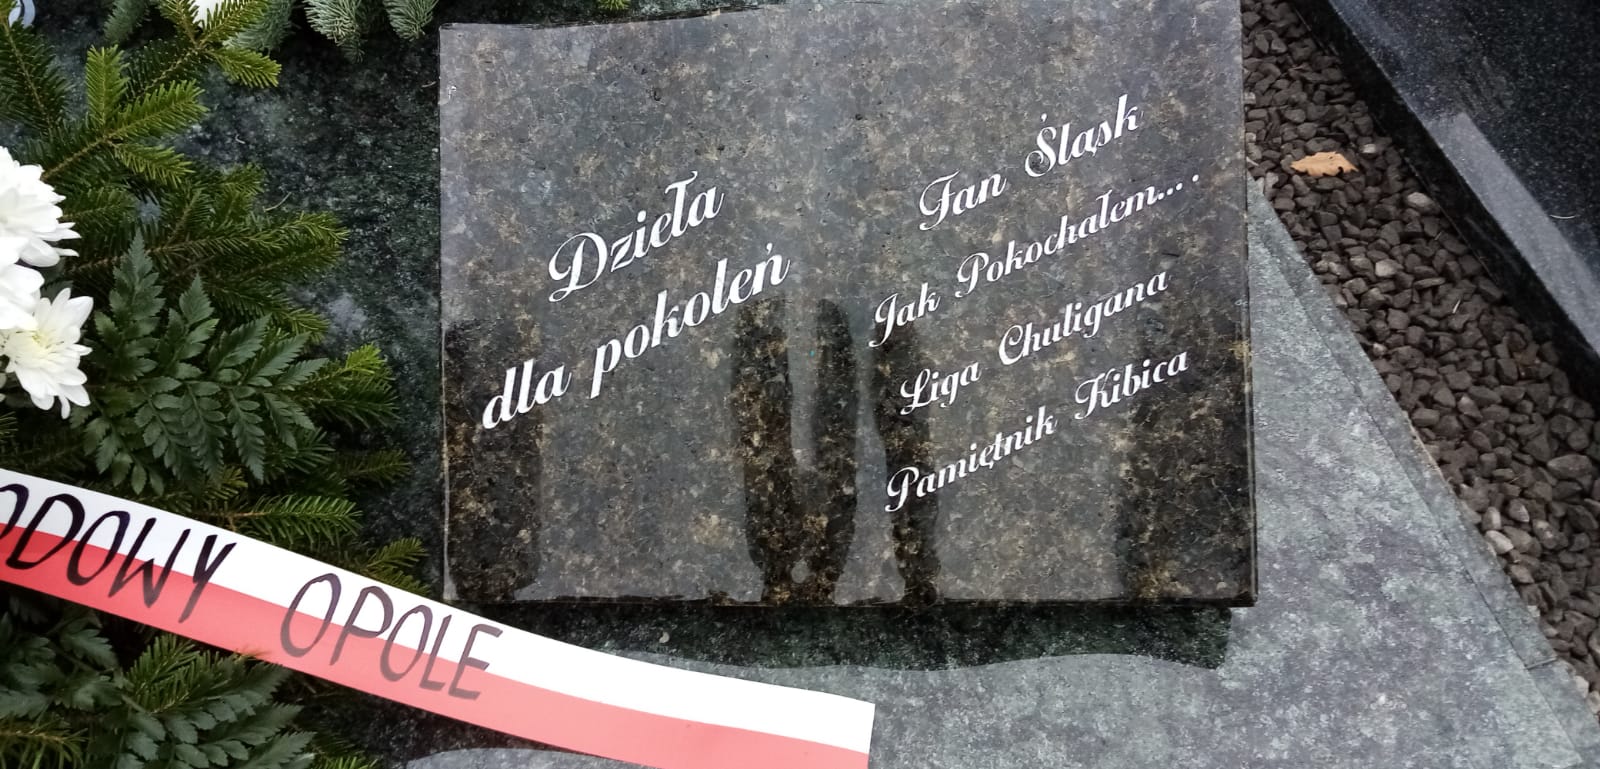 Dzieła
dla pokoleń
Fan Śląsk
Jak Pokochałem....
Liga Chuligana
Pamiętnik Kibica
ODOWY OPOLE